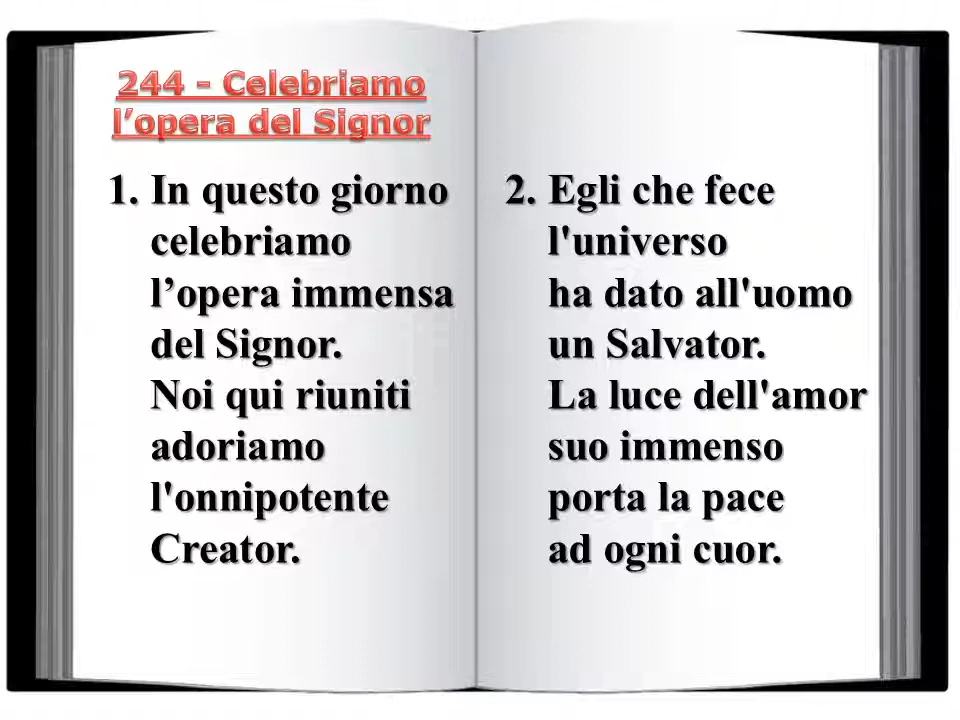 244 - Celebriamo
l’opera del Signor
1. In questo giorno
celebriamo
l’opera immensa
del Signor.
Noi qui riuniti
adoriamo
l'onnipotente
Creator.
2. Egli che fece
l'universo
ha dato all'uomo
un Salvator.
La luce dell'amor
suo immenso
porta la pace
ad ogni cuor.